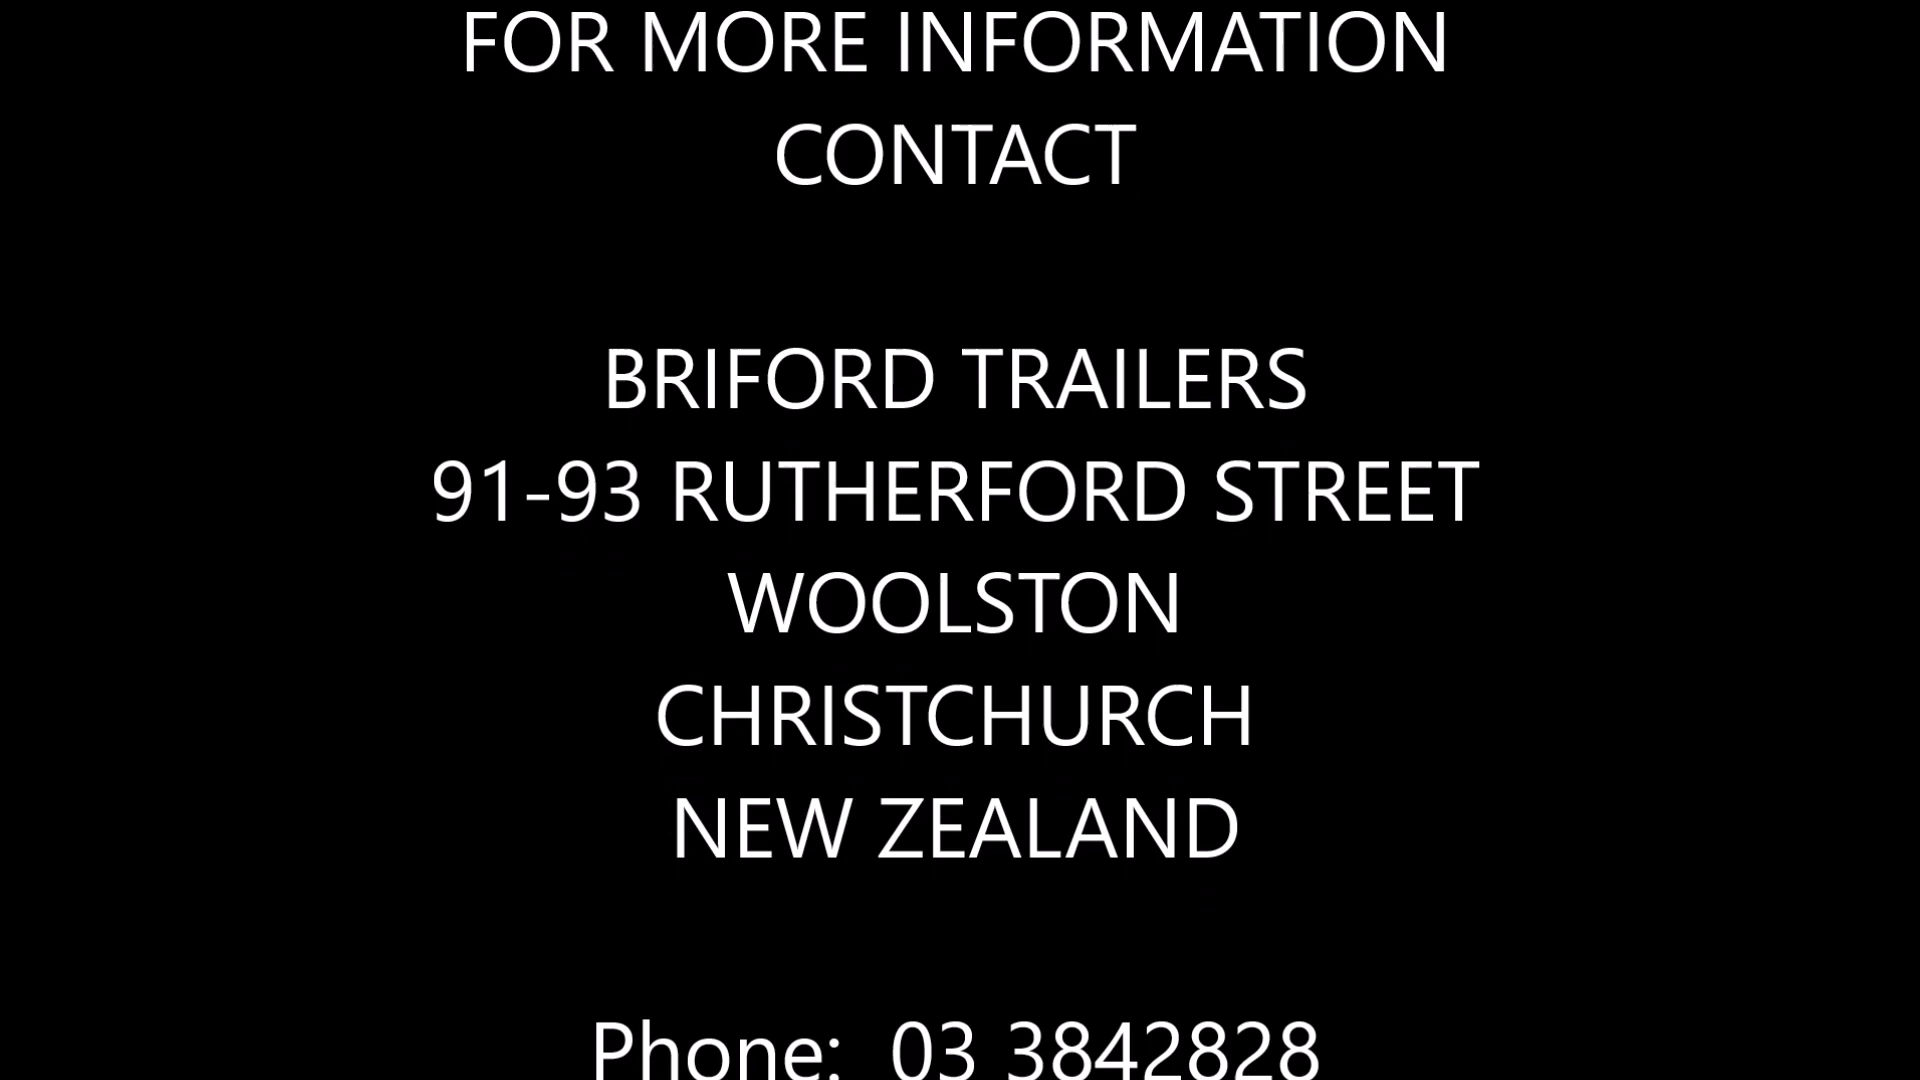 FOR MORE INFORMATION
CONTACT
BRIFORD TRAILERS
91-93 RUTHERFORD STREET
WOOLSTON
CHRISTCHURCH
NEW ZEALAND
Phone:  03 3842828